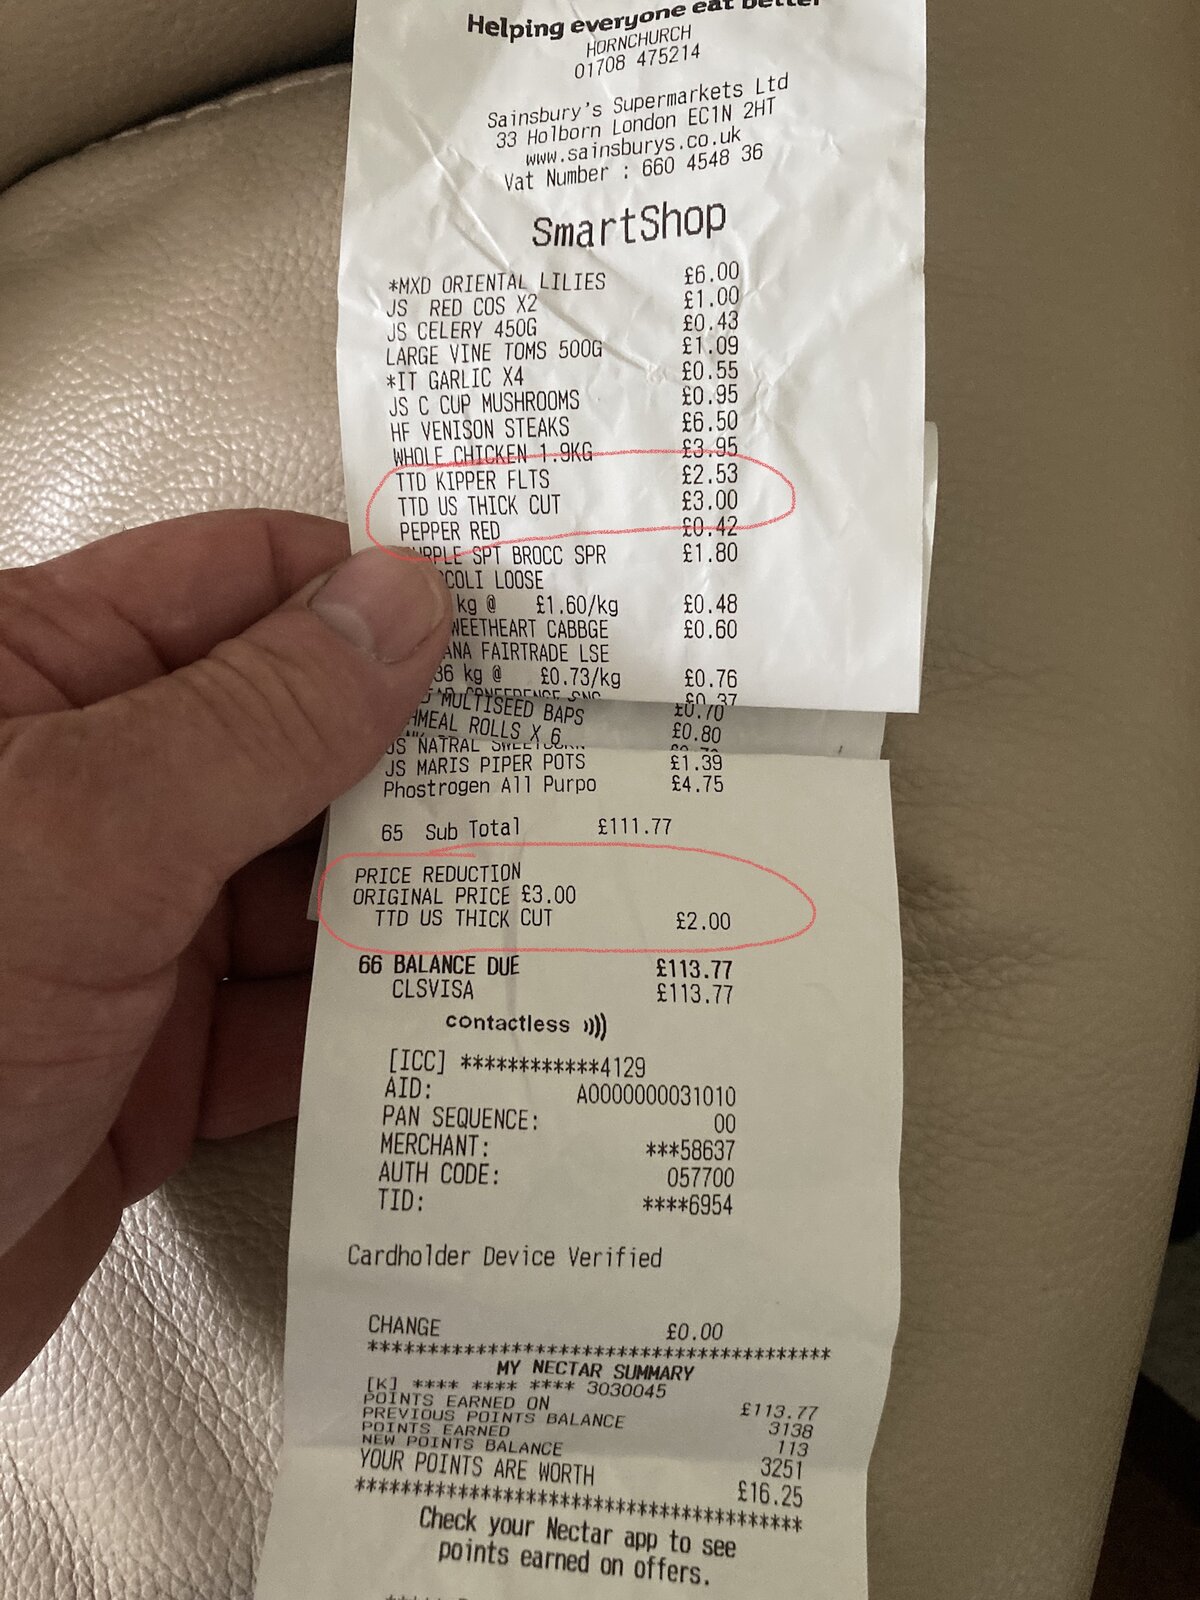 Helping everyone eat better
HORNCHURCH
01708 475214
Sainsbury's Supermarkets Ltd
33 Holborn London EC1N 2HT
www.sainsburys.co.uk
Vat Number : 660 4548 36
SmartShop
*MXD ORIENTAL LILIES £6.00
JS RED COS X2 £1.00
JS CELERY 450G £0.43
LARGE VINE TOMS 500G £1.09
*IT GARLIC X4 £0.55
JS C CUP MUSHROOMS £0.95
HF VENISON STEAKS £6.50
WHOLE CHICKEN 1.9KG £3.95
TTD KIPPER FLTS £2.53
TTD US THICK CUT £3.00
PEPPER RED £0.42
URPLE SPT BROCC SPR £1.80
CCOLI LOOSE
kg @ £1.60/kg £0.48
WEETHEART CABBGE £0.60
ANA FAIRTRADE LSE
36 kg @ £0.73/kg £0.76
CONFERENCE £0.37
MULTISEED BAPS £0.70
HMEAL ROLLS X 6 £0.80
JS NATRAL SWEETCORN
JS MARIS PIPER POTS £1.39
Phostrogen All Purpo £4.75
65 Sub Total £111.77
PRICE REDUCTION
ORIGINAL PRICE £3.00
TTD US THICK CUT £2.00
66 BALANCE DUE £113.77
CLSVISA £113.77
contactless
[ICC] ************4129
AID: A0000000031010
PAN SEQUENCE: 00
MERCHANT: ***58637
AUTH CODE: 057700
TID: ****6954
Cardholder Device Verified
CHANGE £0.00
****************************************
MY NECTAR SUMMARY
[K] **** **** **** 3030045
POINTS EARNED ON £113.77
PREVIOUS POINTS BALANCE 3138
POINTS EARNED 113
NEW POINTS BALANCE 3251
YOUR POINTS ARE WORTH £16.25
****************************************
Check your Nectar app to see
points earned on offers.